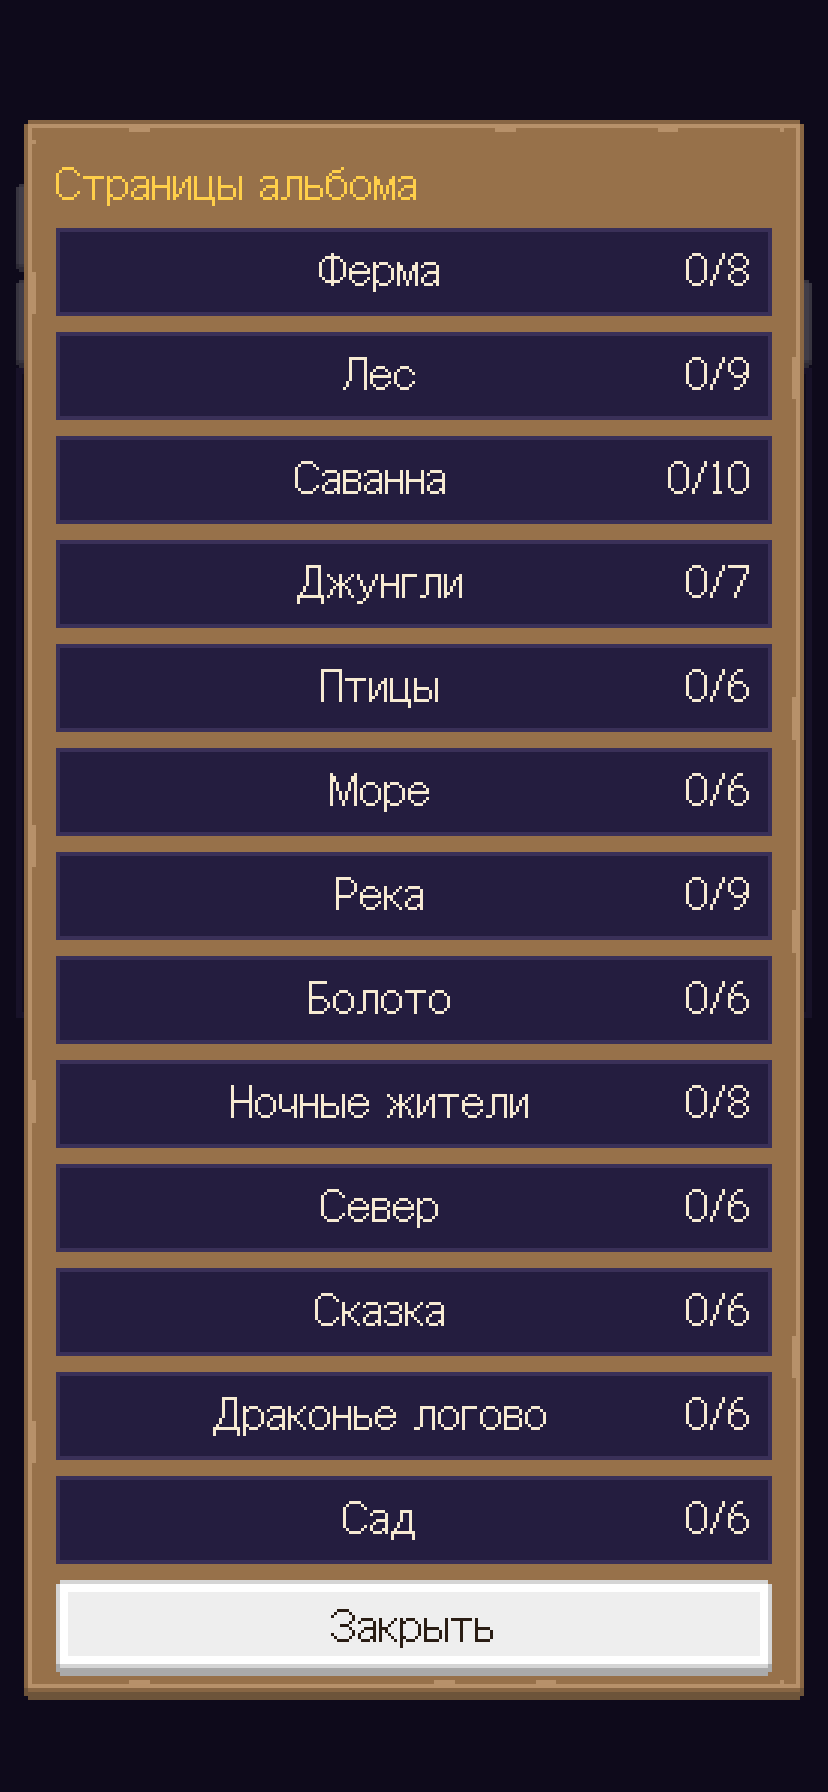 Страницы альбома
Ферма 0/8
Лес 0/9
Саванна 0/10
Джунгли 0/7
Птицы 0/6
Море 0/6
Река 0/9
Болото 0/6
Ночные жители 0/8
Север 0/6
Сказка 0/6
Драконье логово 0/6
Сад 0/6
Закрыть